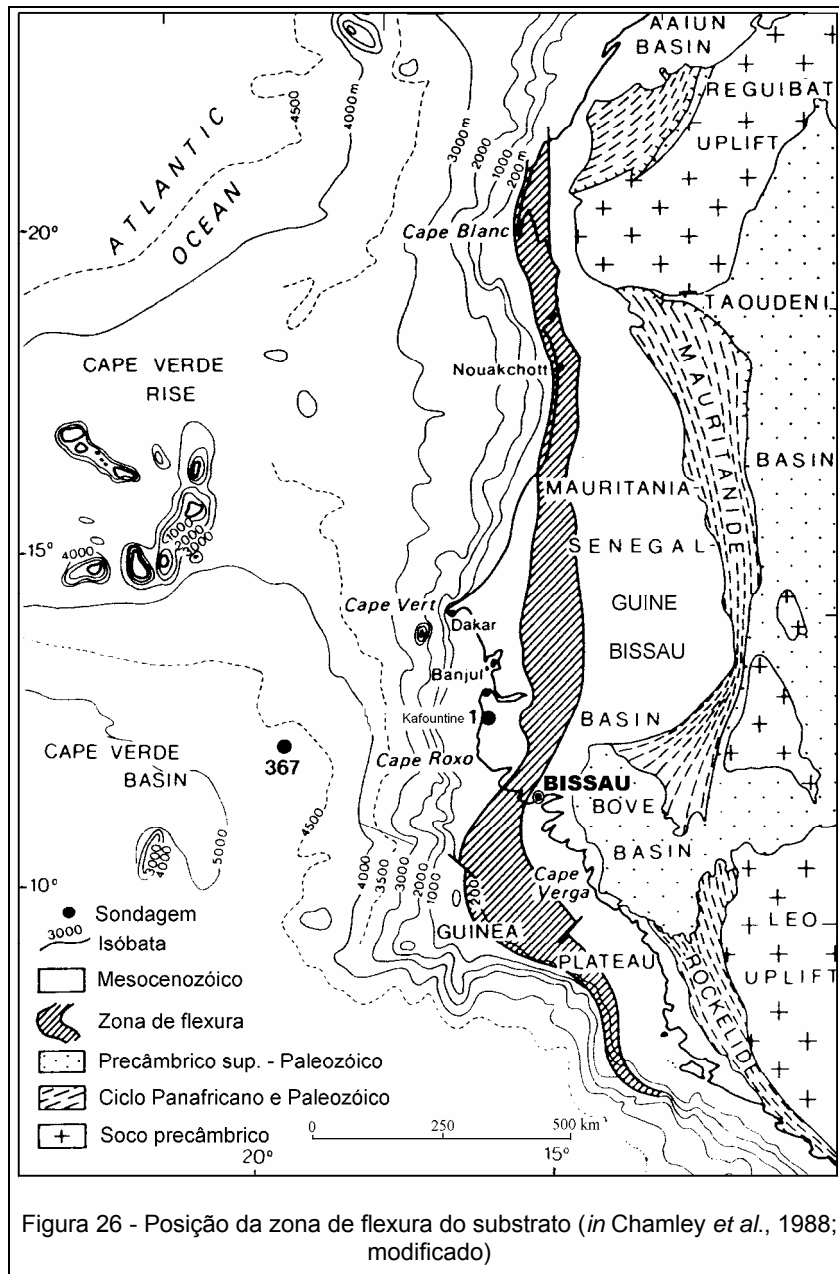 AAIUN
BASIN
REGUIBAT
UPLIFT
4500
4000m
3000m
2000
1000
200m
ATLANTIC
OCEAN
20°
Cape Blanc
TAOUDENI
MAURITANIDE
Nouakchott
CAPE VERDE
RISE
BASIN
MAURITANIA
SENEGAL
15°
4000
1000
2000
3000
Cape Vert
GUINE
Dakar
BISSAU
Banjul
Kafountine 1
BASIN
CAPE VERDE
BASIN
367
Cape Roxo
BISSAU
BOVE
BASIN
4500
5000
3000
4000
4000
3500
3000
2000
1000
200
10°
Cape
Verga
GUINEA
PLATEAU
LEO
UPLIFT
ROCKELIDE
Sondagem
3000
Isóbata
Mesocenozóico
Zona de flexura
Precâmbrico sup. - Paleozóico
Ciclo Panafricano e Paleozóico
Soco precâmbrico
0 250 500 km
20° 15°
Figura 26 - Posição da zona de flexura do substrato (in Chamley et al., 1988;
modificado)